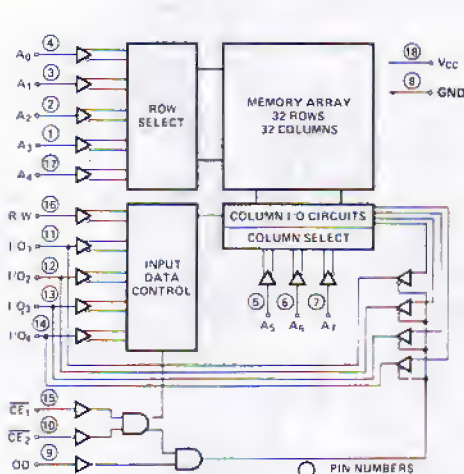 A0 ④
A1 ③
A2 ②
A3 ①
A4 ⑰
ROW
SELECT
MEMORY ARRAY
32 ROWS
32 COLUMNS
⑱ VCC
⑧ GND
R/W ⑯
I/O1 ⑪
I/O2 ⑫
I/O3 ⑬
I/O4 ⑭
INPUT
DATA
CONTROL
COLUMN I/O CIRCUITS
COLUMN SELECT
⑤ ⑥ ⑦
A5 A6 A7
CE1 ⑮
CE2 ⑩
OD ⑨
PIN NUMBERS